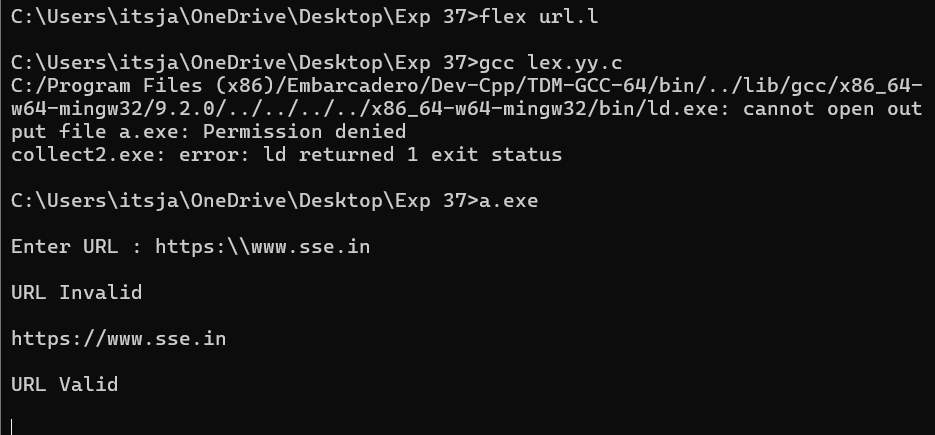 C:\Users\itsja\OneDrive\Desktop\Exp 37>flex url.l
C:\Users\itsja\OneDrive\Desktop\Exp 37>gcc lex.yy.c
C:/Program Files (x86)/Embarcadero/Dev-Cpp/TDM-GCC-64/bin/../lib/gcc/x86_64-
w64-mingw32/9.2.0/../../../../x86_64-w64-mingw32/bin/ld.exe: cannot open out
put file a.exe: Permission denied
collect2.exe: error: ld returned 1 exit status
C:\Users\itsja\OneDrive\Desktop\Exp 37>a.exe
Enter URL : https:\\www.sse.in
URL Invalid
https://www.sse.in
URL Valid